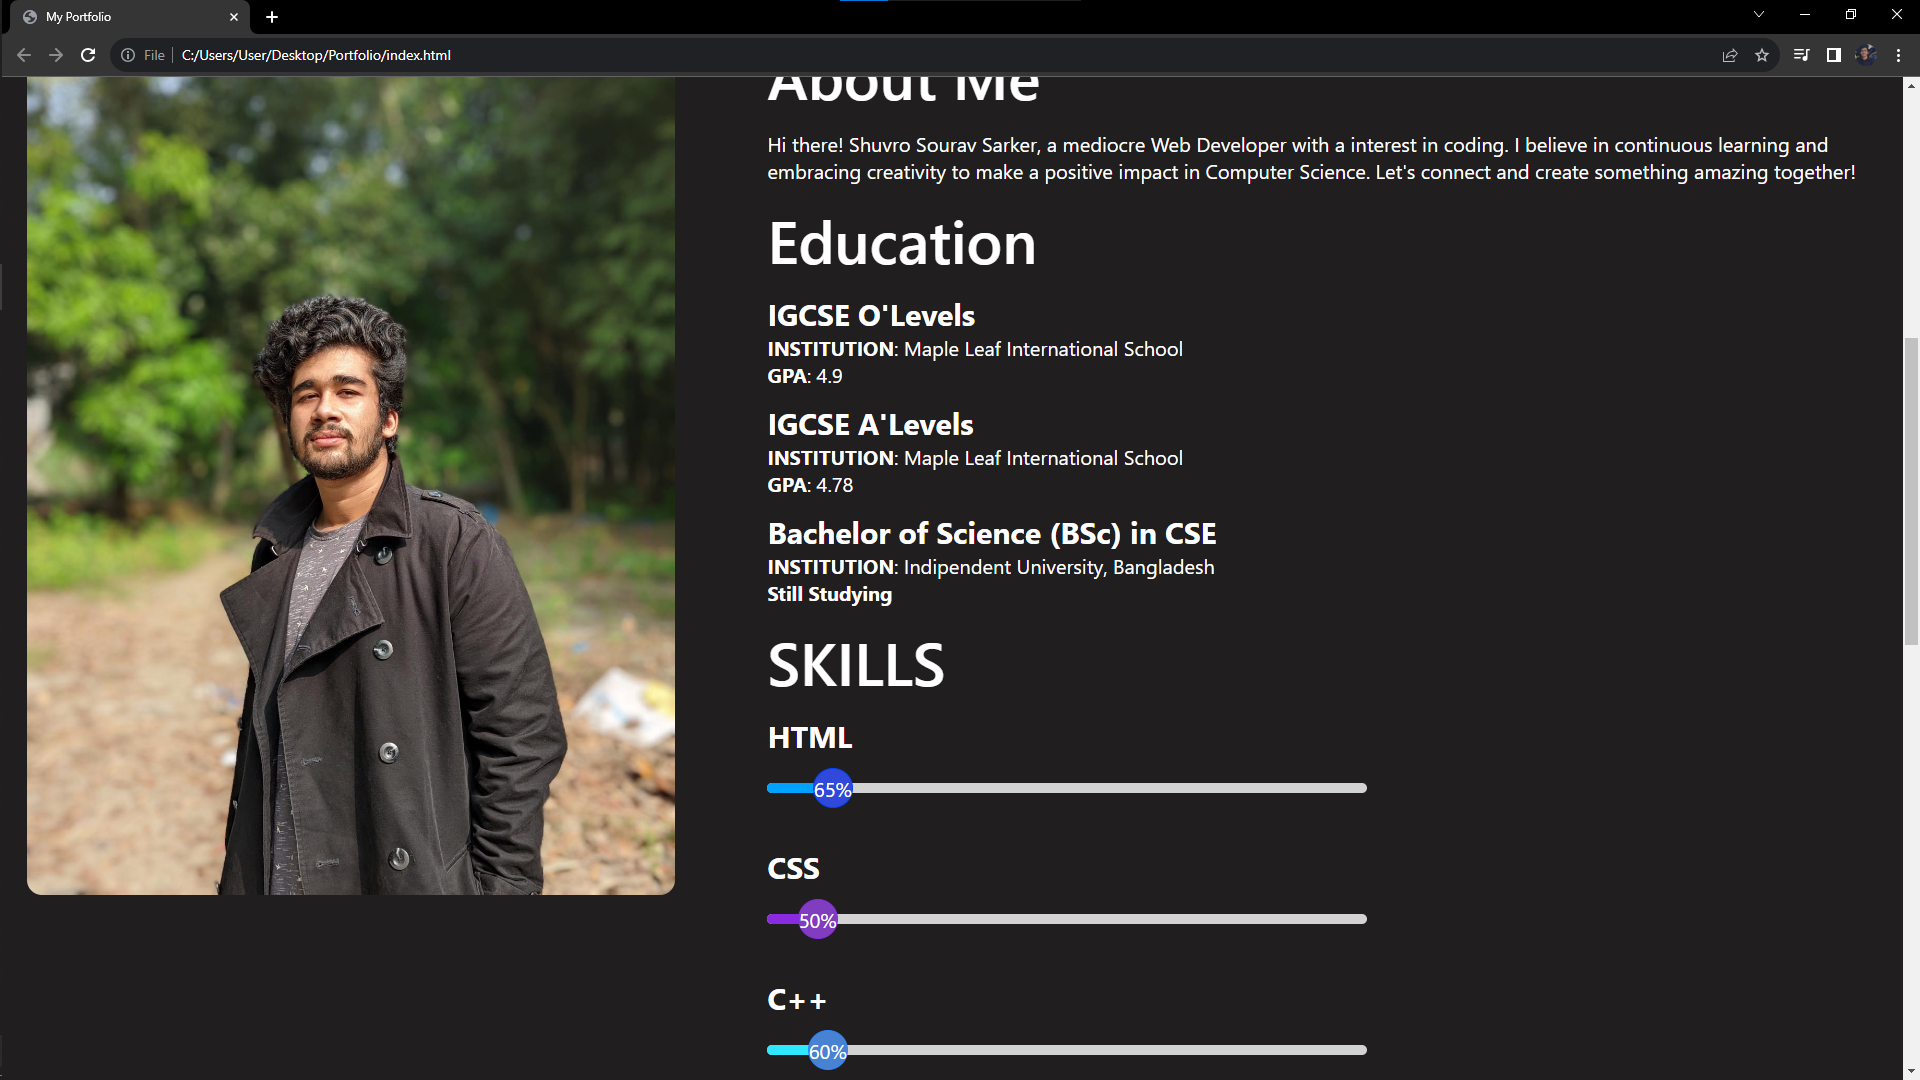 My Portfolio
File
C:/Users/User/Desktop/Portfolio/index.html
About Me
Hi there! Shuvro Sourav Sarker, a mediocre Web Developer with a interest in coding. I believe in continuous learning and
embracing creativity to make a positive impact in Computer Science. Let's connect and create something amazing together!
Education
IGCSE O'Levels
INSTITUTION: Maple Leaf International School
GPA: 4.9
IGCSE A'Levels
INSTITUTION: Maple Leaf International School
GPA: 4.78
Bachelor of Science (BSc) in CSE
INSTITUTION: Indipendent University, Bangladesh
Still Studying
SKILLS
HTML
65%
CSS
50%
C++
60%